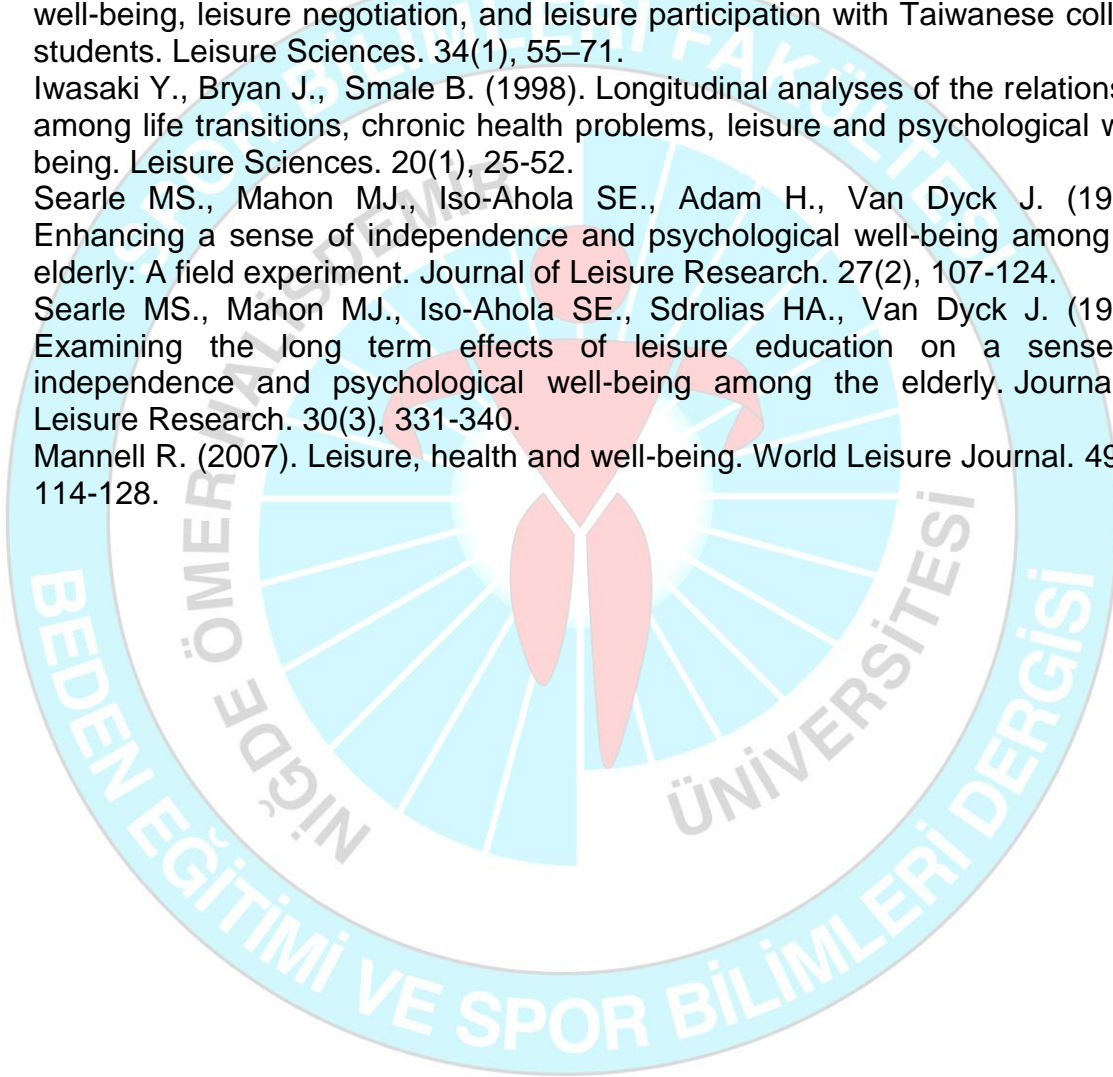 well-being, leisure negotiation, and leisure participation with Taiwanese coll
students. Leisure Sciences. 34(1), 55–71.
Iwasaki Y., Bryan J., Smale B. (1998). Longitudinal analyses of the relations
among life transitions, chronic health problems, leisure and psychological w
being. Leisure Sciences. 20(1), 25-52.
Searle MS., Mahon MJ., Iso-Ahola SE., Adam H., Van Dyck J. (19
Enhancing a sense of independence and psychological well-being among
elderly: A field experiment. Journal of Leisure Research. 27(2), 107-124.
Searle MS., Mahon MJ., Iso-Ahola SE., Sdrolias HA., Van Dyck J. (19
Examining the long term effects of leisure education on a sense
independence and psychological well-being among the elderly. Journa
Leisure Research. 30(3), 331-340.
Mannell R. (2007). Leisure, health and well-being. World Leisure Journal. 49
114-128.
SPOR BİLİMLERİ FAKÜLTESİ
NİĞDE ÖMER HALİSDEMİR ÜNİVERSİTESİ
BEDEN EĞİTİMİ VE SPOR BİLİMLERİ DERGİSİ